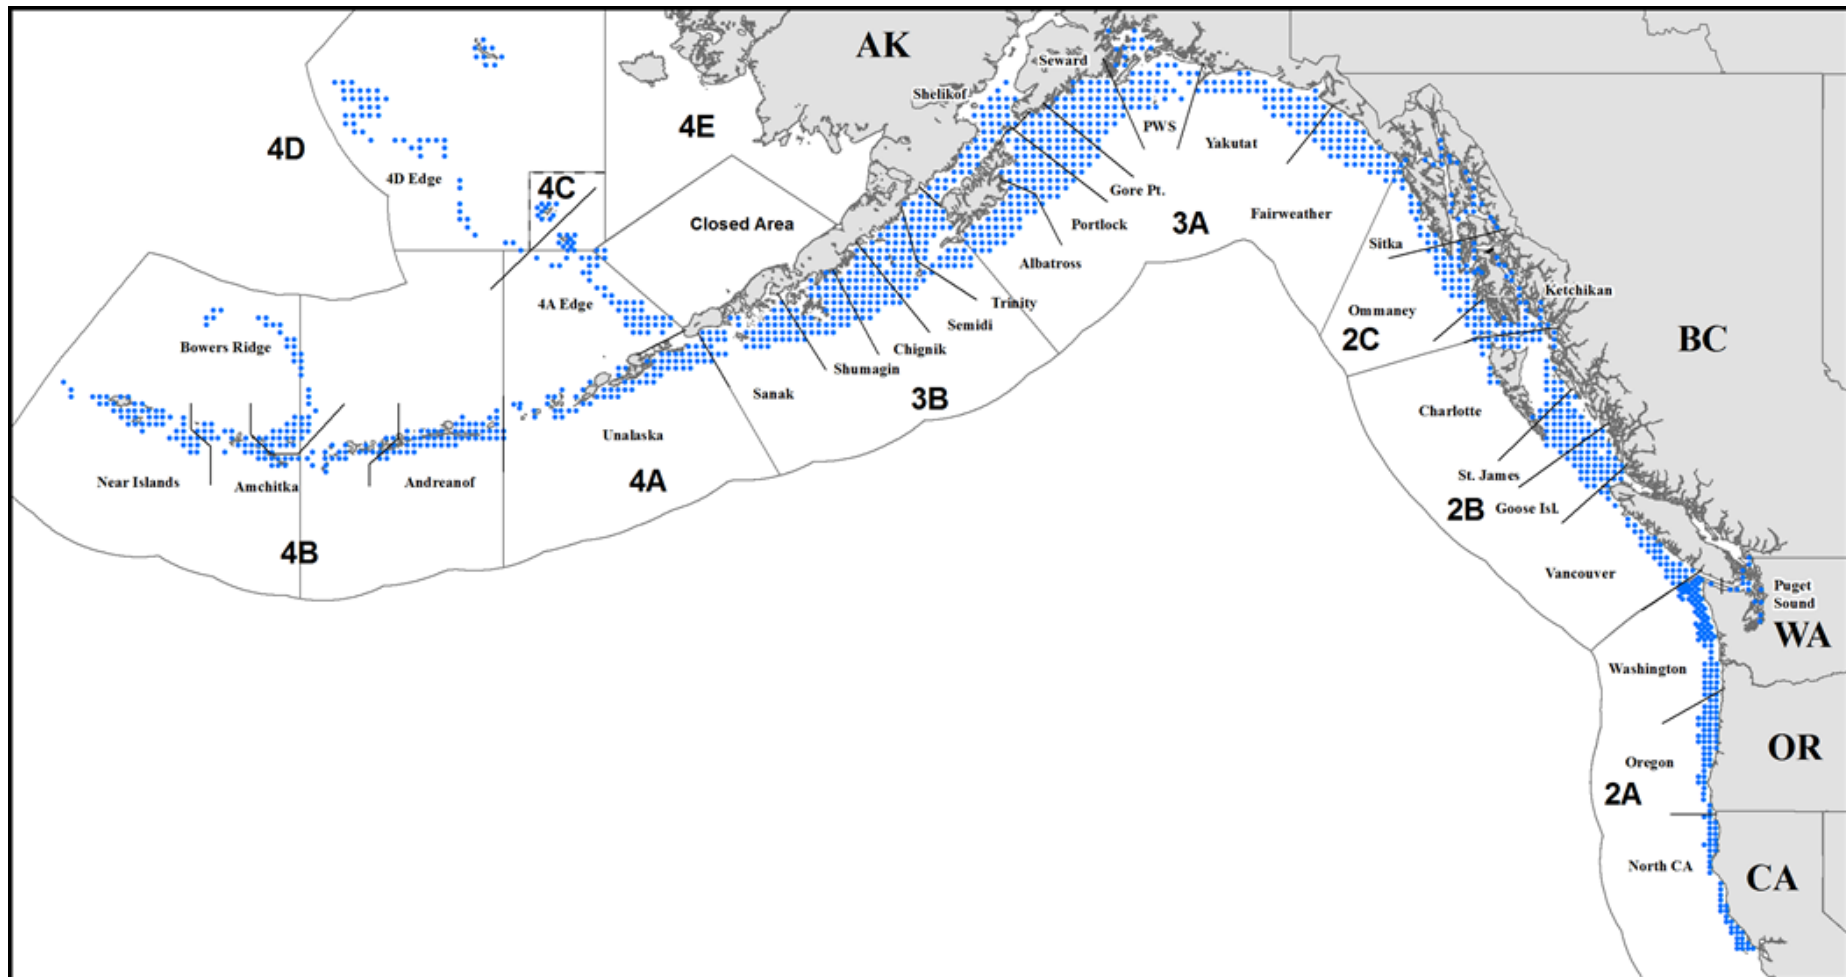 AK
Seward
Shelikof
4E
PWS
4D
Yakutat
4D Edge
4C
Gore Pt.
Portlock
3A
Fairweather
Closed Area
Sitka
Albatross
4A Edge
Trinity
Ketchikan
Ommaney
Semidi
2C
BC
Bowers Ridge
Chignik
Shumagin
Sanak
3B
Charlotte
Unalaska
St. James
Near Islands
Amchitka
Andreanof
4A
2B
Goose Isl.
4B
Vancouver
Puget
Sound
WA
Washington
OR
Oregon
2A
North CA
CA